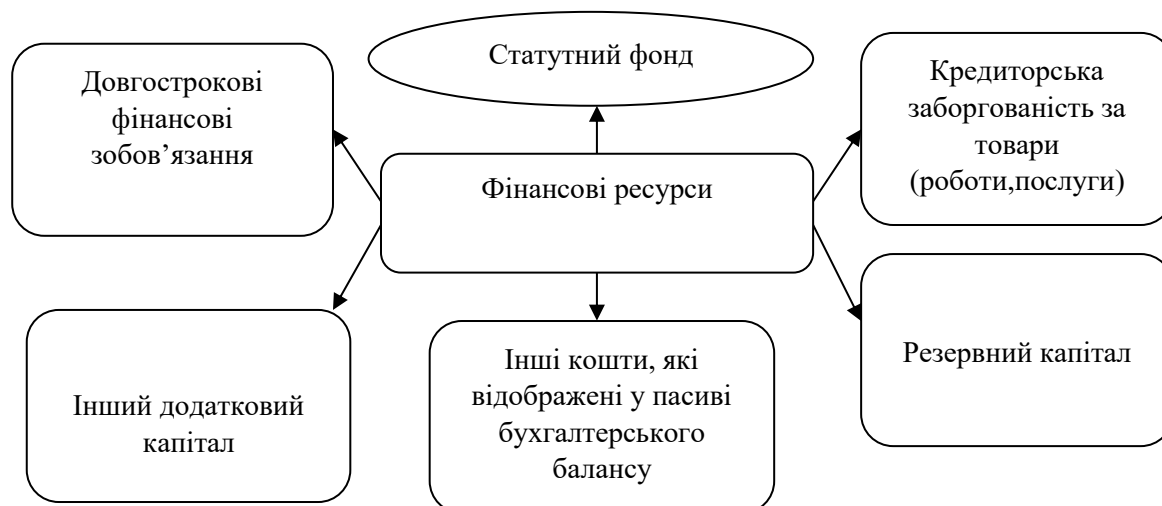 Статутний фонд
Довгострокові
фінансові
зобов’язання
Кредиторська
заборгованість за
товари
(роботи,послуги)
Фінансові ресурси
Інший додатковий
капітал
Інші кошти, які
відображені у пасиві
бухгалтерського
балансу
Резервний капітал